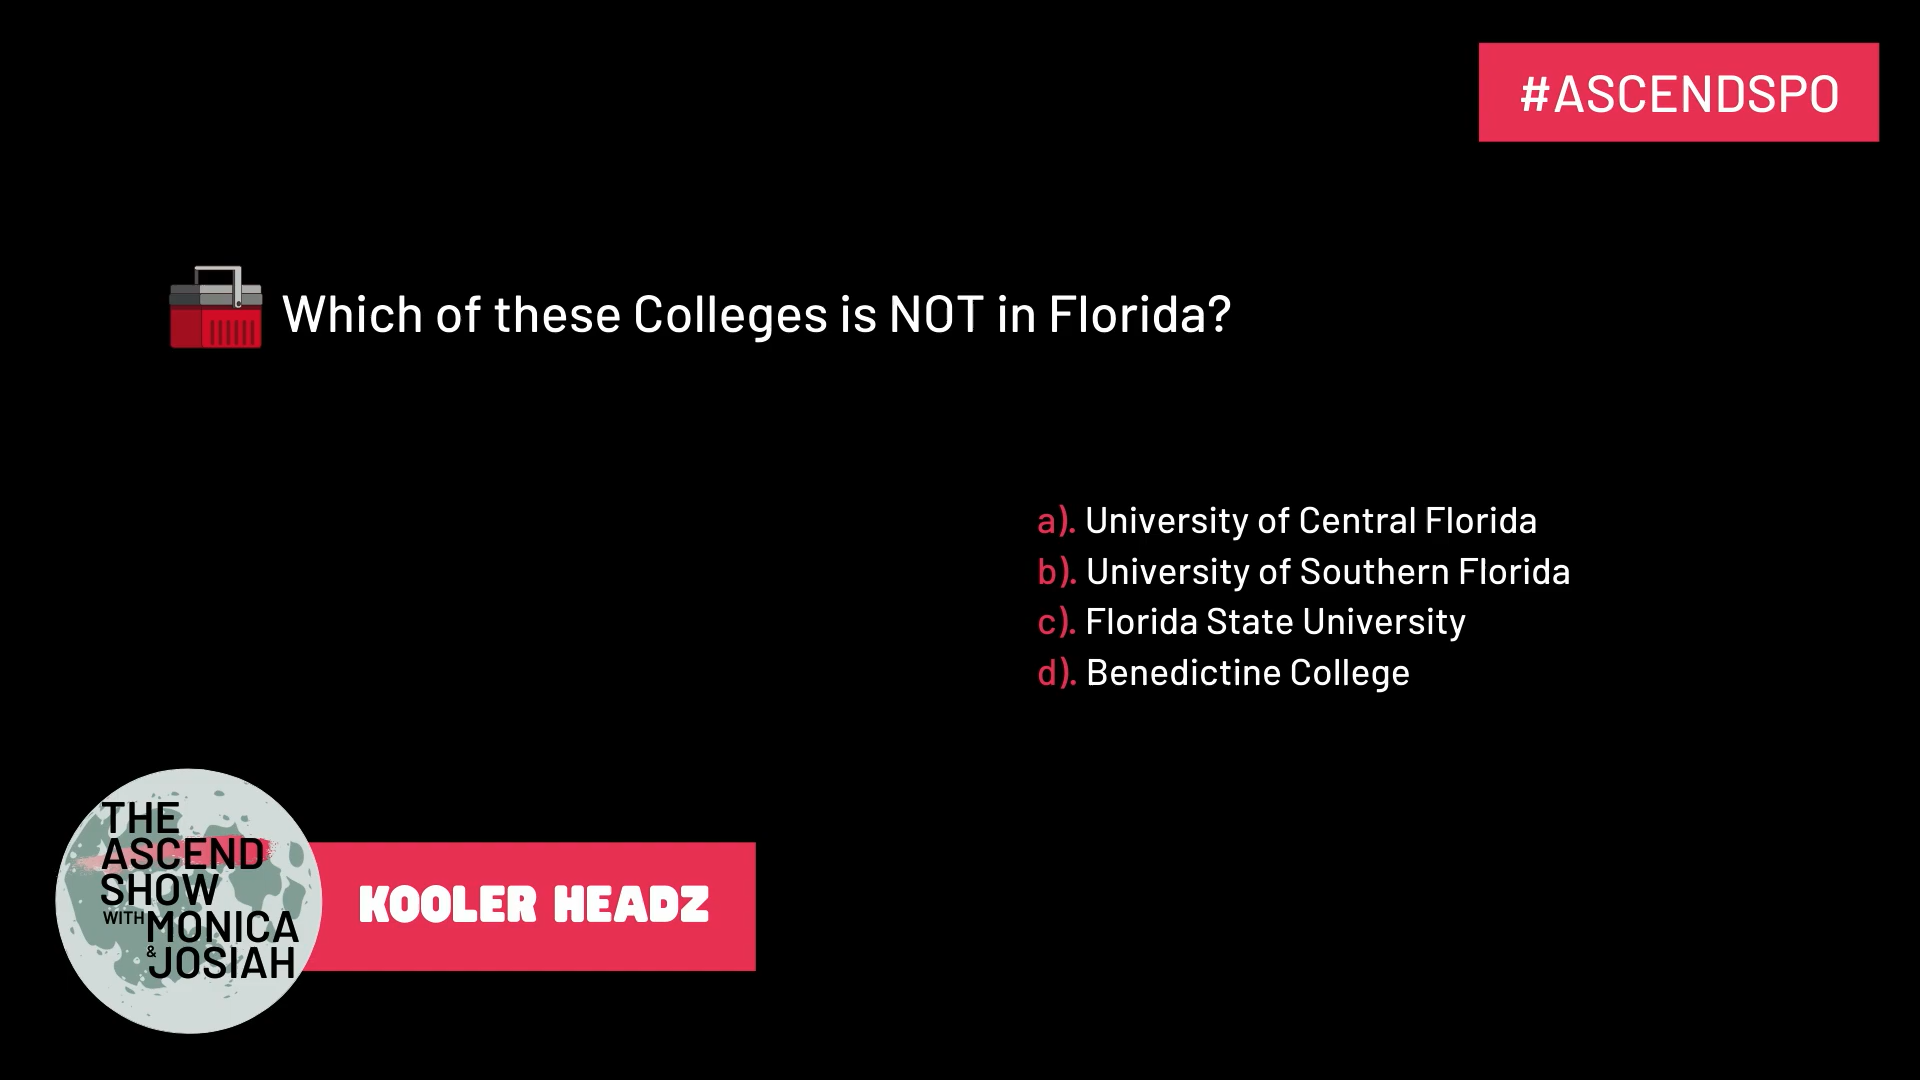 #ASCENDSPO
Which of these Colleges is NOT in Florida?
a). University of Central Florida
b). University of Southern Florida
c). Florida State University
d). Benedictine College
THE
ASCEND
SHOW
WITH MONICA
& JOSIAH
KOOLER HEADZ